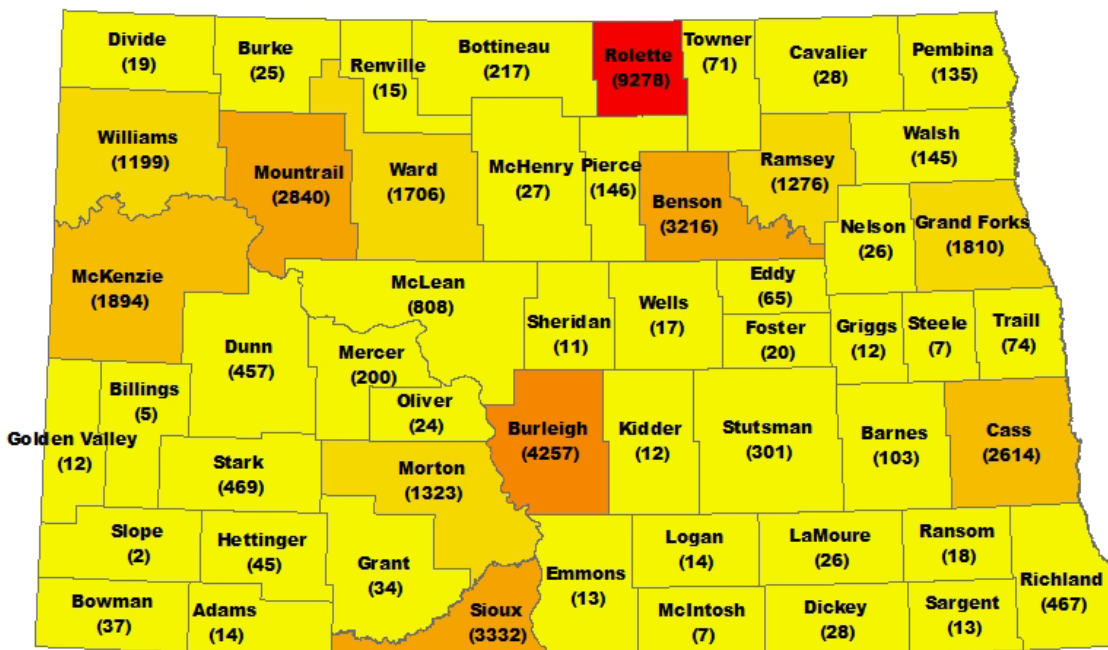 Divide
(19)
Burke
(25)
Renville
(15)
Bottineau
(217)
Rolette
(9278)
Towner
(71)
Cavalier
(28)
Pembina
(135)
Williams
(1199)
Mountrail
(2840)
Ward
(1706)
McHenry
(27)
Pierce
(146)
Benson
(3216)
Ramsey
(1276)
Walsh
(145)
Nelson
(26)
Grand Forks
(1810)
McKenzie
(1894)
McLean
(808)
Sheridan
(11)
Wells
(17)
Eddy
(65)
Foster
(20)
Griggs
(12)
Steele
(7)
Traill
(74)
Dunn
(457)
Mercer
(200)
Oliver
(24)
Billings
(5)
Golden Valley
(12)
Stark
(469)
Morton
(1323)
Burleigh
(4257)
Kidder
(12)
Stutsman
(301)
Barnes
(103)
Cass
(2614)
Slope
(2)
Hettinger
(45)
Grant
(34)
Emmons
(13)
Logan
(14)
LaMoure
(26)
Ransom
(18)
Richland
(467)
Bowman
(37)
Adams
(14)
Sioux
(3332)
McIntosh
(7)
Dickey
(28)
Sargent
(13)